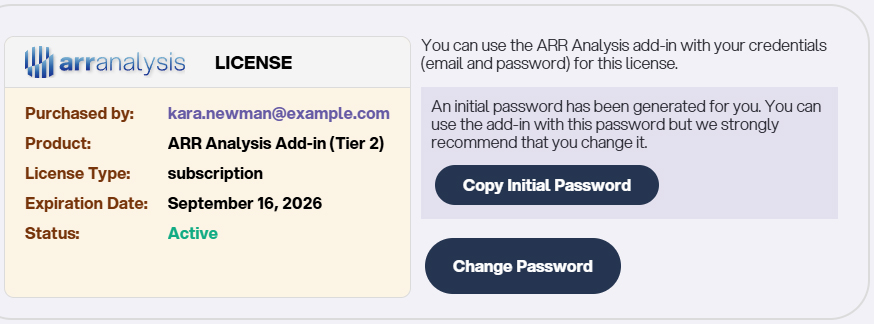 arranalysis LICENSE
Purchased by: kara.newman@example.com
Product: ARR Analysis Add-in (Tier 2)
License Type: subscription
Expiration Date: September 16, 2026
Status: Active
You can use the ARR Analysis add-in with your credentials
(email and password) for this license.
An initial password has been generated for you. You can
use the add-in with this password but we strongly
recommend that you change it.
Copy Initial Password
Change Password